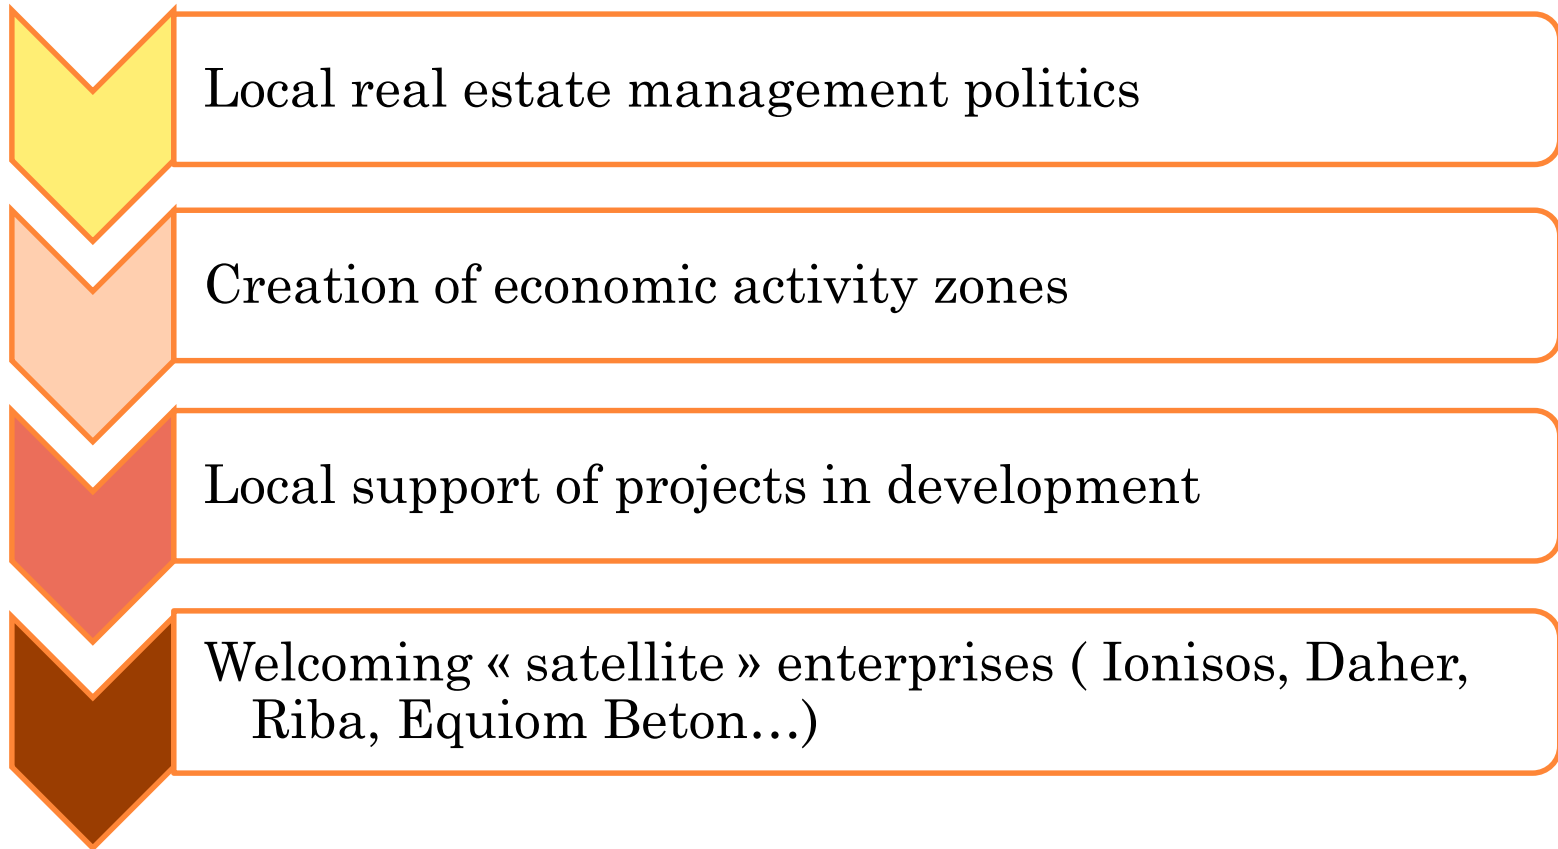 Local real estate management politics
Creation of economic activity zones
Local support of projects in development
Welcoming « satellite » enterprises ( Ionisos, Daher,
Riba, Equiom Beton...)